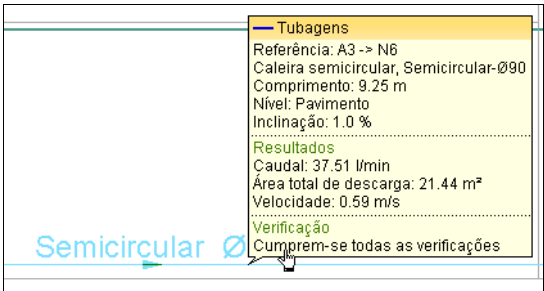 Tubagens
Referência: A3 -> N6
Caleira semicircular, Semicircular-Ø90
Comprimento: 9.25 m
Nível: Pavimento
Inclinação: 1.0 %
Resultados
Caudal: 37.51 l/min
Área total de descarga: 21.44 m²
Velocidade: 0.59 m/s
Verificação
Cumprem-se todas as verificações
Semicircular Ø